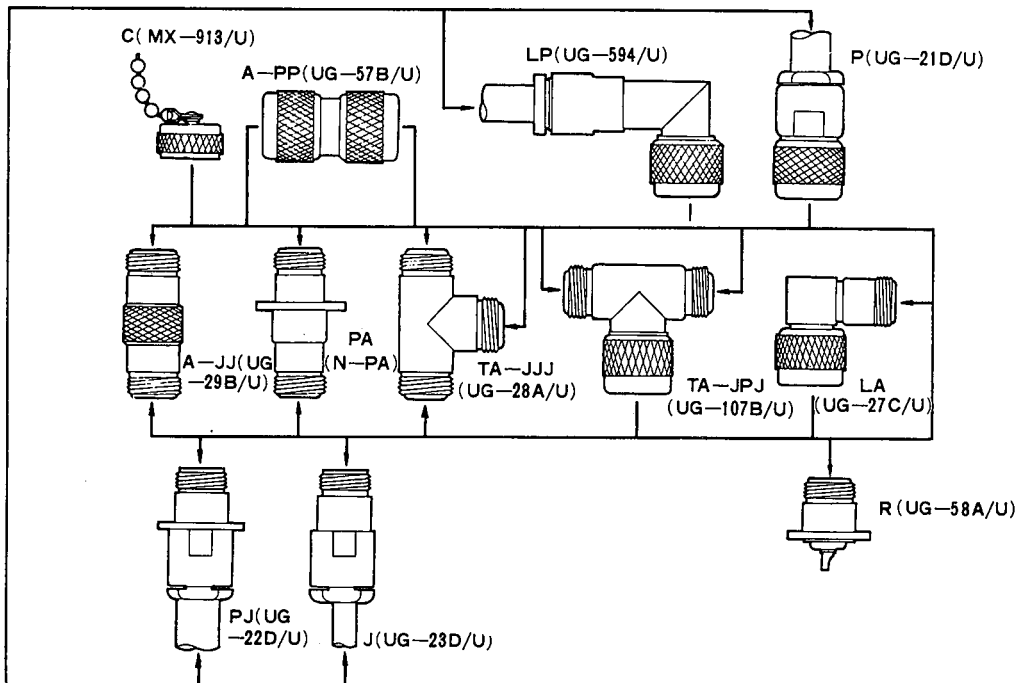 C(MX-913/U)
A-PP(UG-57B/U)
LP(UG-594/U)
P(UG-21D/U)
A-JJ(UG
-29B/U)
PA
(N-PA)
TA-JJJ
(UG-28A/U)
TA-JPJ
(UG-107B/U)
LA
(UG-27C/U)
R(UG-58A/U)
PJ(UG
-22D/U)
J(UG-23D/U)